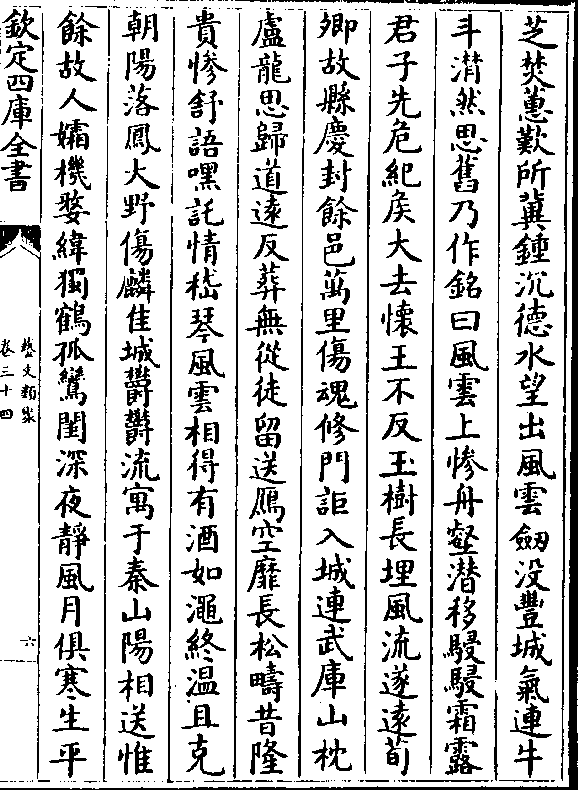 芝焚蕙歎所冀鍾沉德水望出風雲劒没豐城氣連牛
斗潸然思舊乃作銘曰風雲上慘舟壑潜移駸駸霜露
君子先危紀矦大去懷王不反玉樹長埋風流遂逺荀
卿故縣慶封餘邑萬里傷魂修門詎入城連武庫山枕
盧龍思歸道逺反葬無從徒留送鴈空靡長松疇昔隆
貴慘舒語嘿託情嵇琴風雲相得有酒如澠終温且克
朝陽落鳳大野傷麟佳城鬱鬱流寓于秦山陽相送惟
餘故人孀機嫠緯獨鶴孤鸞閨深夜靜風月俱寒生平
欽定四庫全書
藝文類聚
卷三十四
六